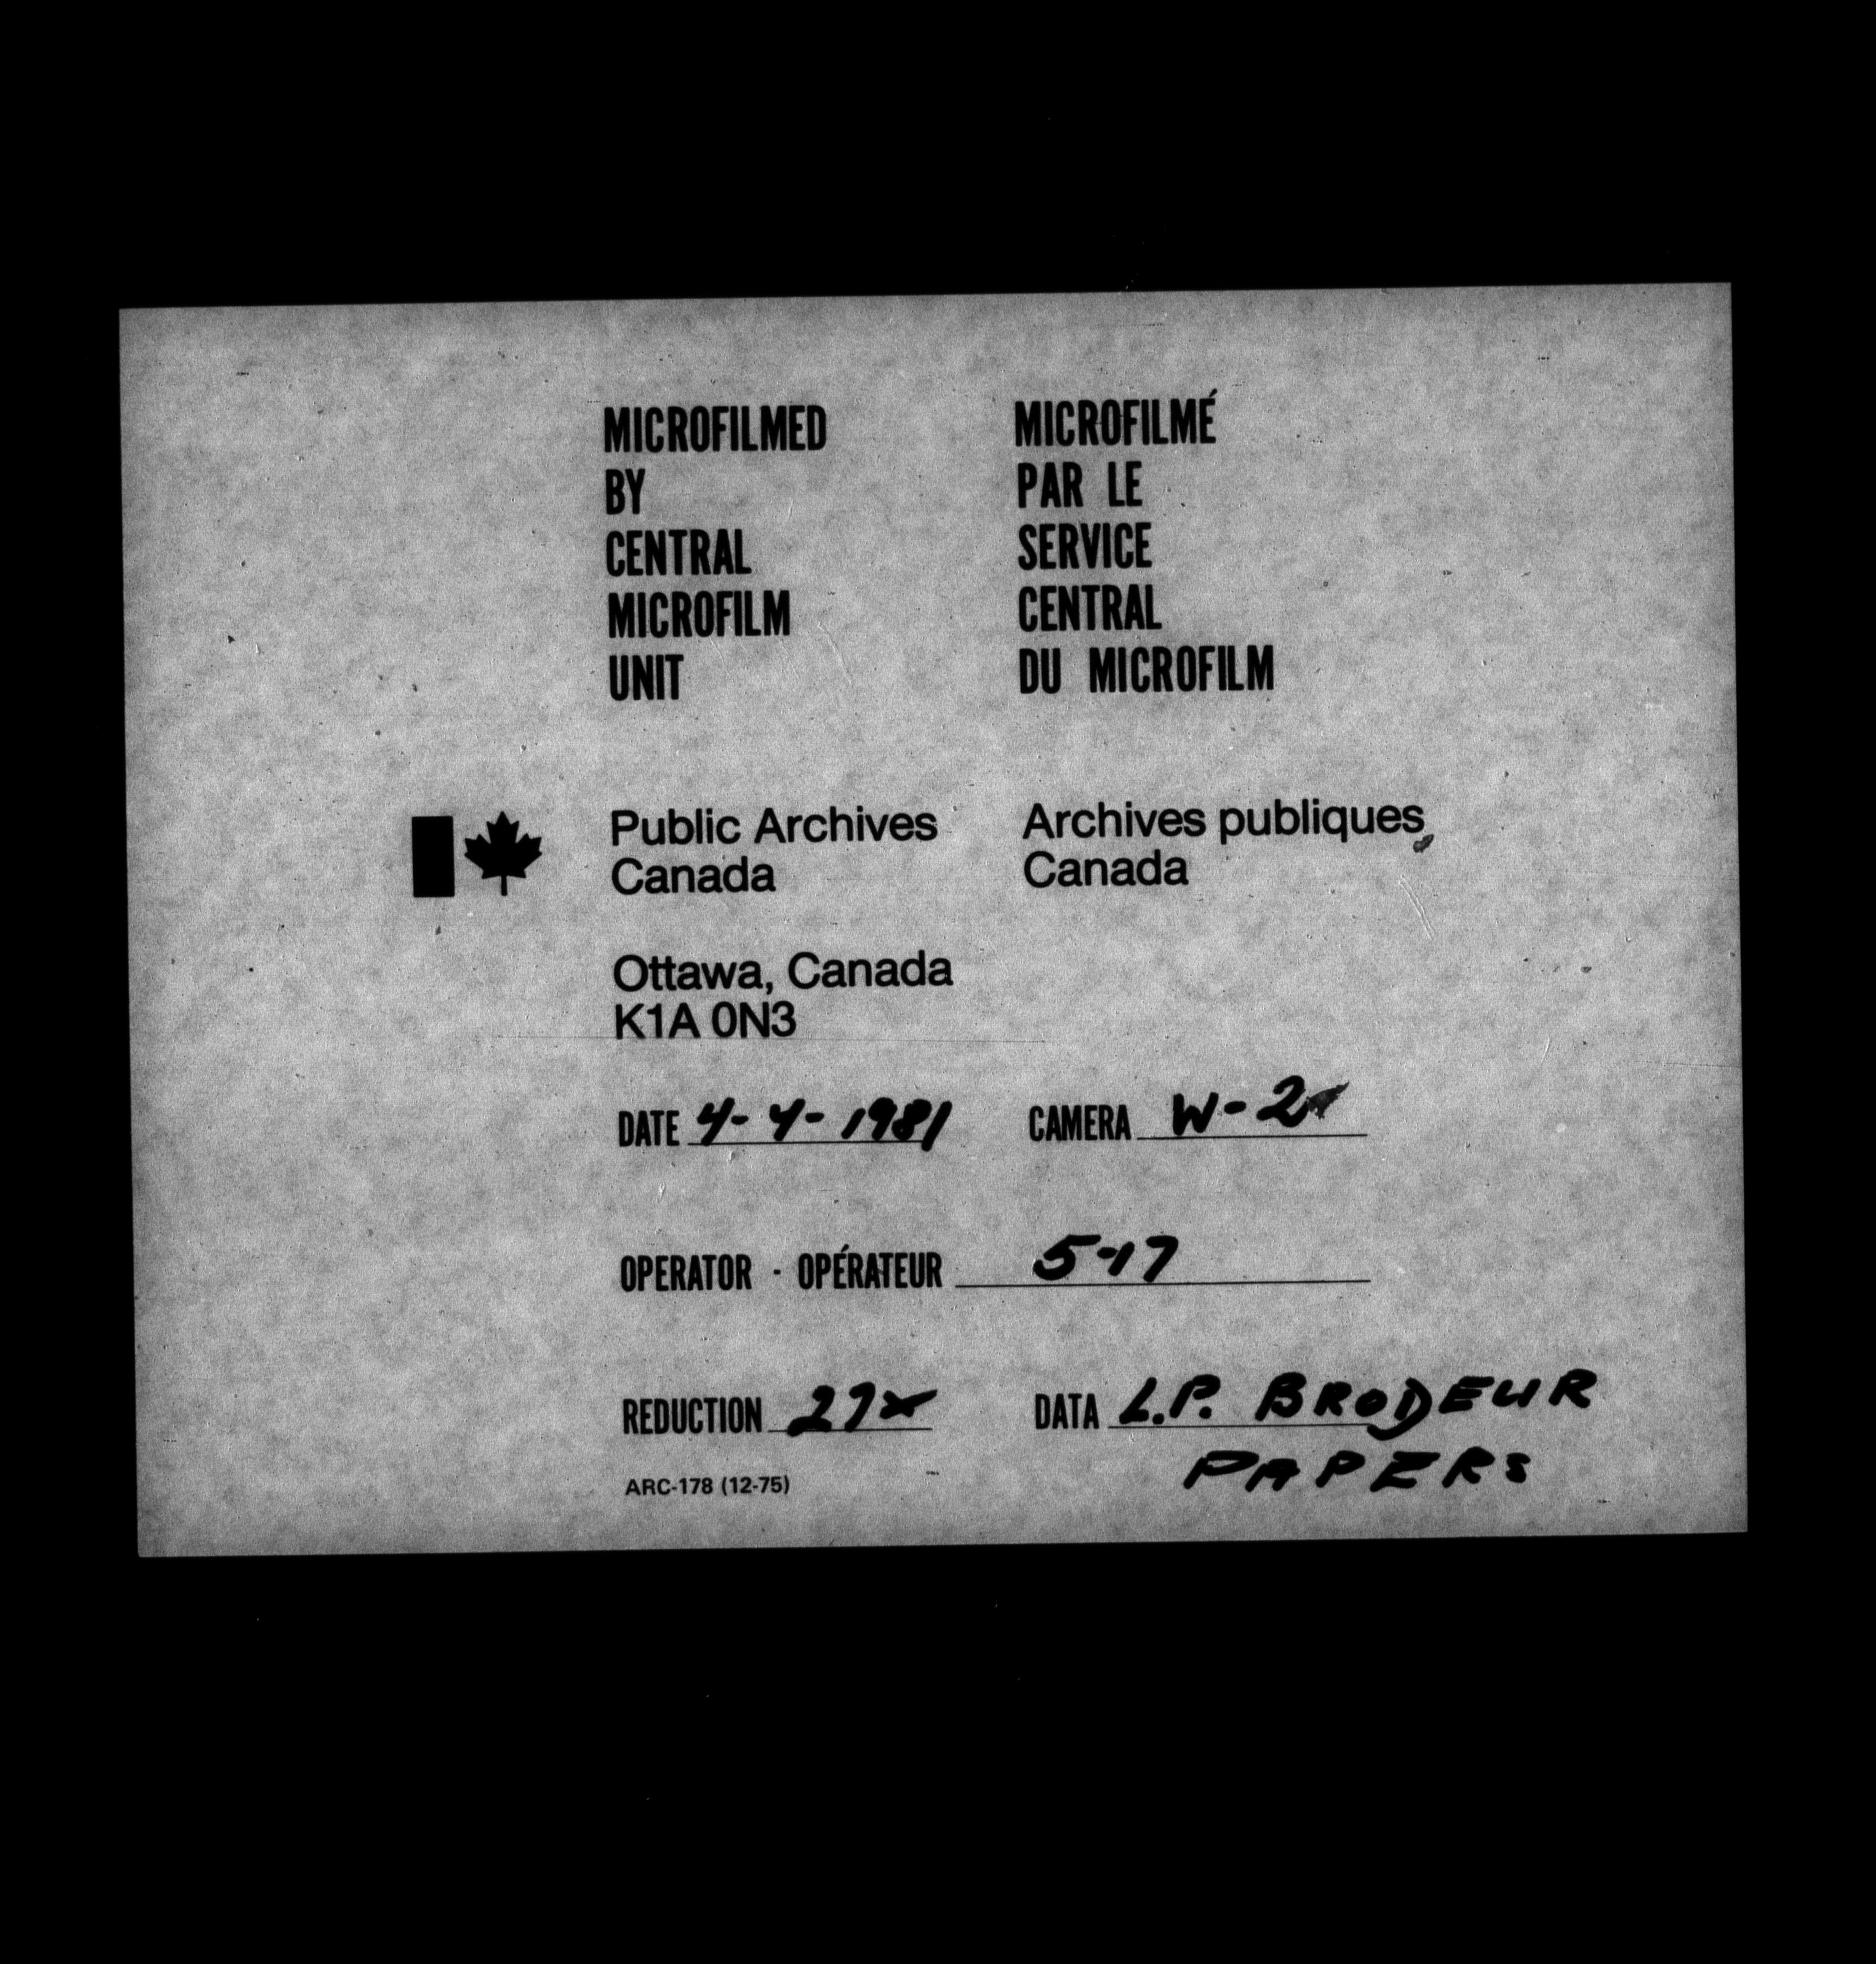 MICROFILMED
BY
CENTRAL
MICROFILM
UNIT
MICROFILMÉ
PAR LE
SERVICE
CENTRAL
DU MICROFILM
Public Archives
Canada
Archives publiques
Canada
Ottawa, Canada
K1A 0N3
DATE 4-4-1981 CAMERA W-2
OPERATOR - OPÉRATEUR 5-17
REDUCTION 27x DATA L.P. BRODEUR
PAPERS
ARC-178 (12-75)